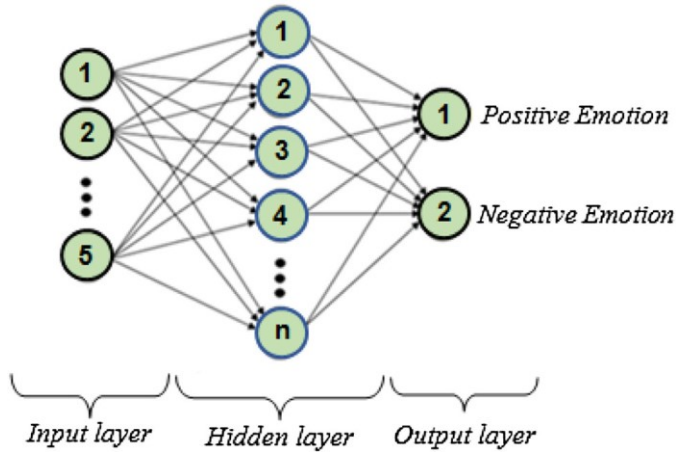 1
2
5
1
2
3
4
n
1 Positive Emotion
2 Negative Emotion
Input layer Hidden layer Output layer